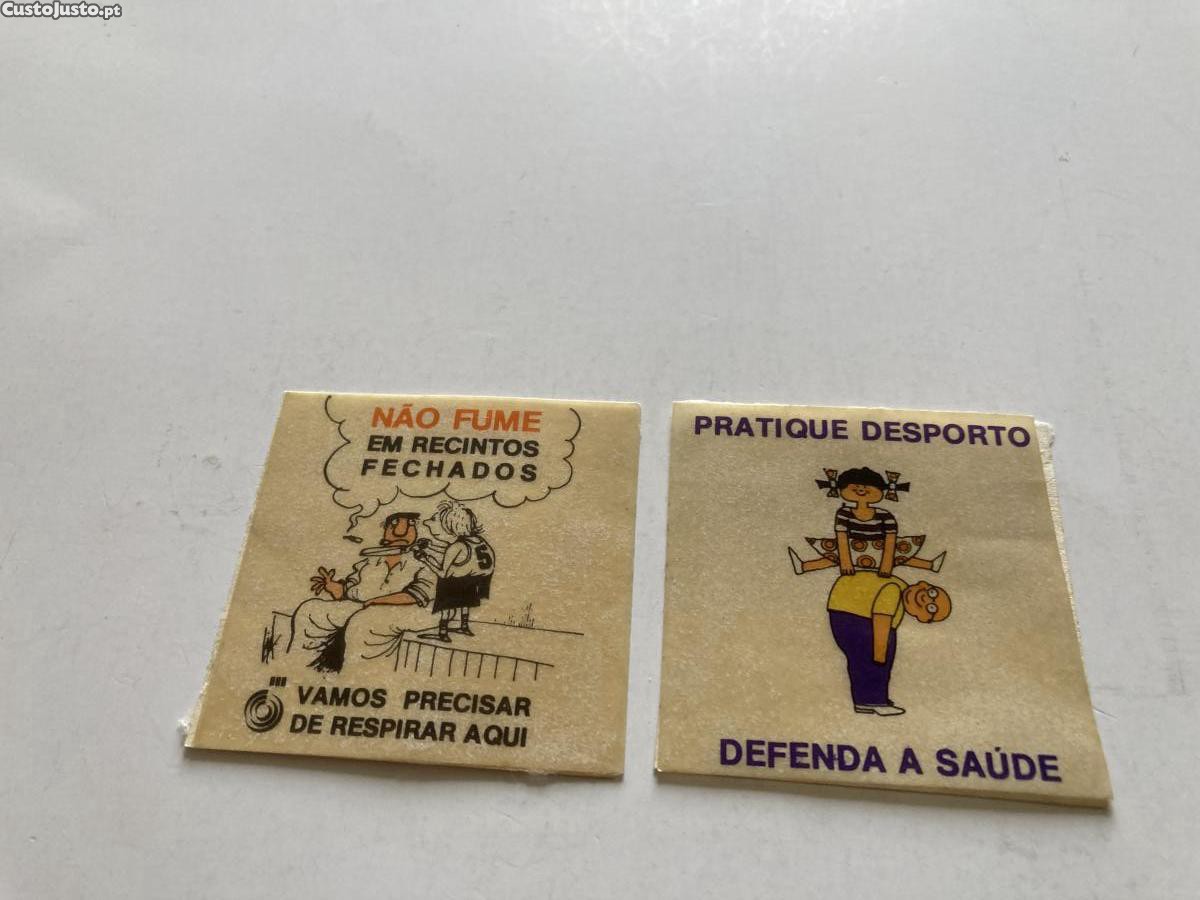 CustoJusto.pt
NÃO FUME
EM RECINTOS
FECHADOS
5
VAMOS PRECISAR
DE RESPIRAR AQUI
PRATIQUE DESPORTO
DEFENDA A SAÚDE